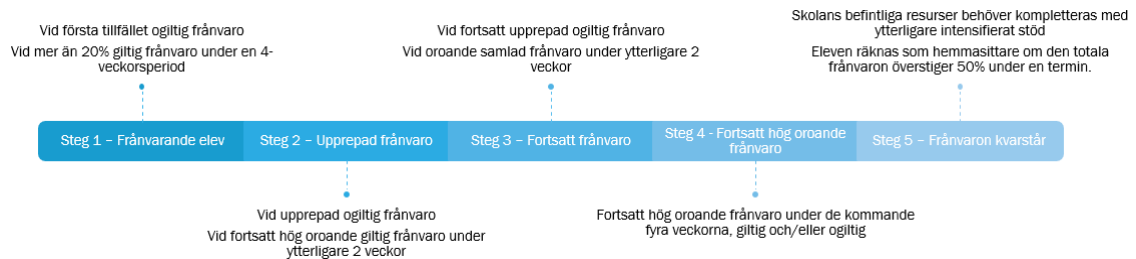 Vid första tillfället ogiltig frånvaro
Vid mer än 20% giltig frånvaro under en 4-
veckorsperiod
Vid fortsatt upprepad ogiltig frånvaro
Vid oroande samlad frånvaro under ytterligare 2
veckor
Skolans befintliga resurser behöver kompletteras med
ytterligare intensifierat stöd
Eleven räknas som hemmasittare om den totala
frånvaron överstiger 50% under en termin.
Steg 1 – Frånvarande elev
Steg 2 – Upprepad frånvaro
Steg 3 – Fortsatt frånvaro
Steg 4 - Fortsatt hög oroande
frånvaro
Steg 5 – Frånvaron kvarstår
Vid upprepad ogiltig frånvaro
Vid fortsatt hög oroande giltig frånvaro under
ytterligare 2 veckor
Fortsatt hög oroande frånvaro under de kommande
fyra veckorna, giltig och/eller ogiltig